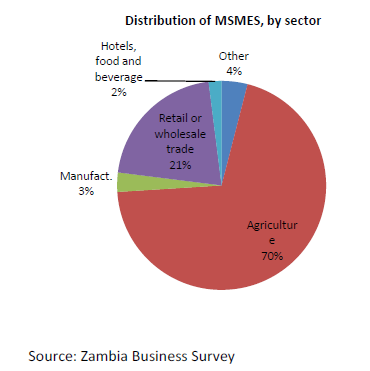 Distribution of MSMES, by sector
Hotels,
food and
beverage
2%
Other
4%
Retail or
wholesale
trade
21%
Manufact.
3%
Agricultur
e
70%
Source: Zambia Business Survey